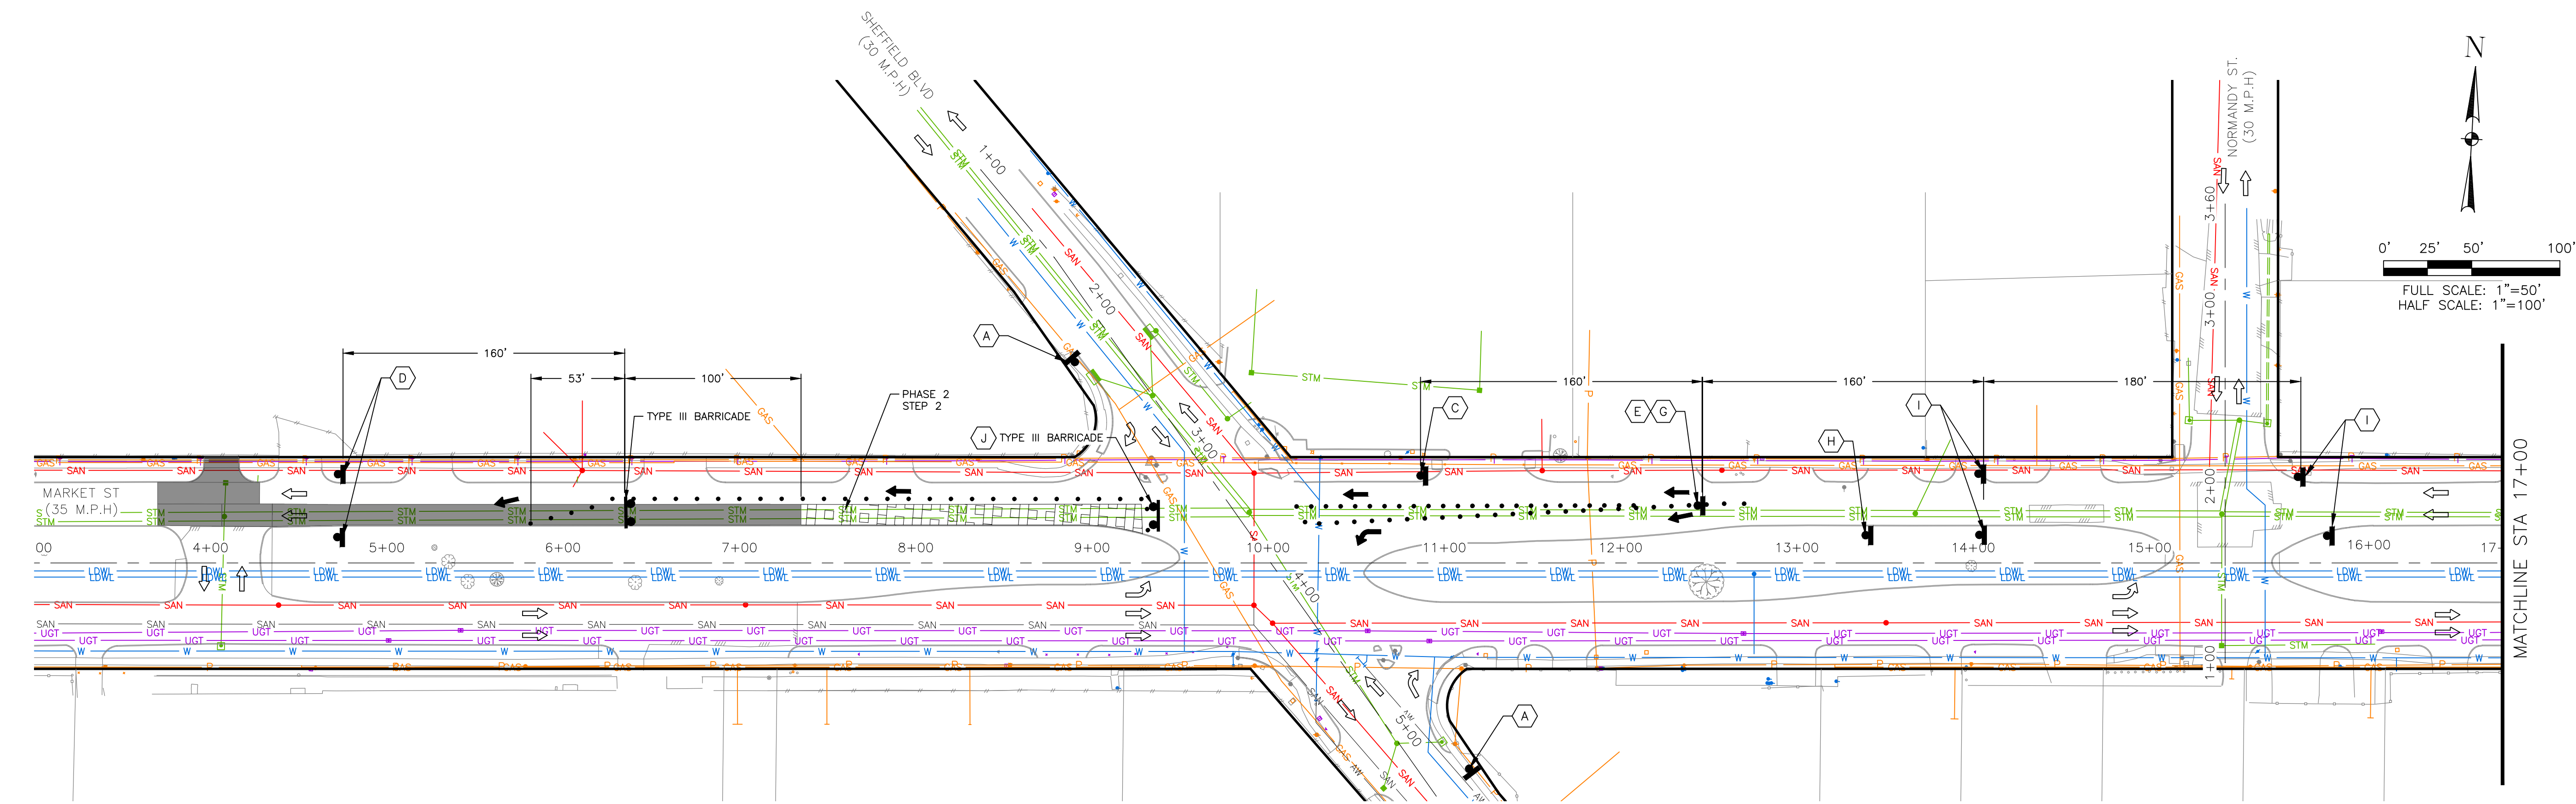 SHEFFIELD BLVD
(30 M.P.H)
NORMANDY ST.
(30 M.P.H)
N
0' 25' 50' 100'
FULL SCALE: 1"=50'
HALF SCALE: 1"=100'
MATCHLINE STA 17+00
1+00
2+00
3+00
4+00
5+00
3+60
3+00
2+00
1+00
A
160'
D
53'
100'
TYPE III BARRICADE
PHASE 2
STEP 2
J TYPE III BARRICADE
160'
160'
180'
C
E G
H
I
I
MARKET ST
(35 M.P.H)
00 4+00 5+00 6+00 7+00 8+00 9+00 10+00 11+00 12+00 13+00 14+00 15+00 16+00 17+
A
GAS
SAN
STM
LDWL
UGT
W
P
AW